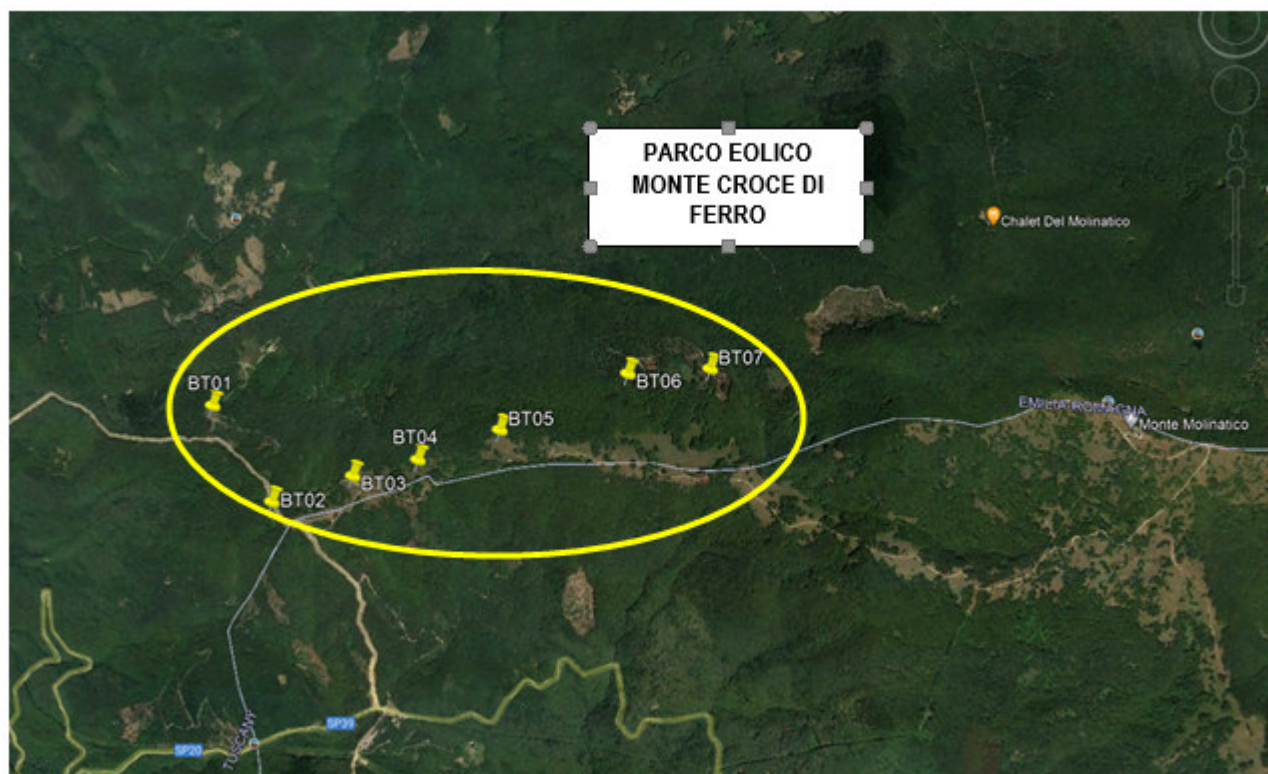 PARCO EOLICO
MONTE CROCE DI
FERRO
Chalet Del Molinatico
BT01
BT06
BT07
BT05
BT04
BT03
BT02
EMILIA-ROMAGNA
Monte Molinatico
TUSCANY
SP39
SP20